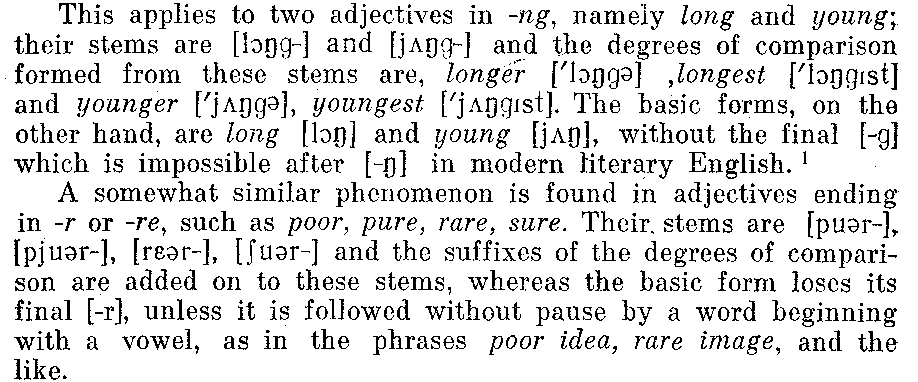 This applies to two adjectives in -ng, namely long and young;
their stems are [lɔŋg-] and [jʌŋg-] and the degrees of comparison
formed from these stems are, longer ['lɔŋgə] ,longest ['lɔŋgɪst]
and younger ['jʌŋgə], youngest ['jʌŋgɪst]. The basic forms, on the
other hand, are long [lɔŋ] and young [jʌŋ], without the final [-g]
which is impossible after [-ŋ] in modern literary English. ¹
A somewhat similar phenomenon is found in adjectives ending
in -r or -re, such as poor, pure, rare, sure. Their stems are [puər-],
[pjuər-], [rɛər-], [ʃuər-] and the suffixes of the degrees of compari-
son are added on to these stems, whereas the basic form loses its
final [-r], unless it is followed without pause by a word beginning
with a vowel, as in the phrases poor idea, rare image, and the
like.